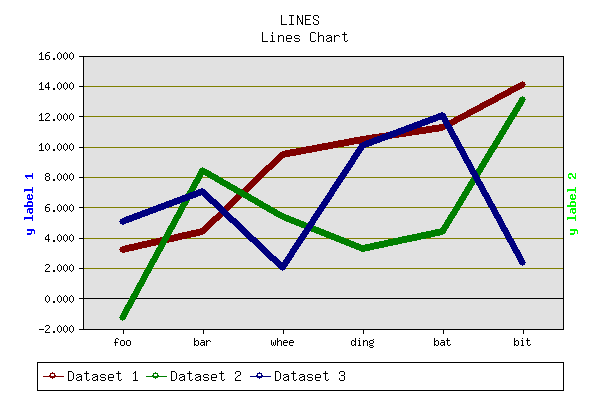 LINES
Lines Chart
16.000
14.000
12.000
10.000
8.000
6.000
4.000
2.000
0.000
-2.000
y label 1
y label 2
foo bar whee ding bat bit
Dataset 1 Dataset 2 Dataset 3